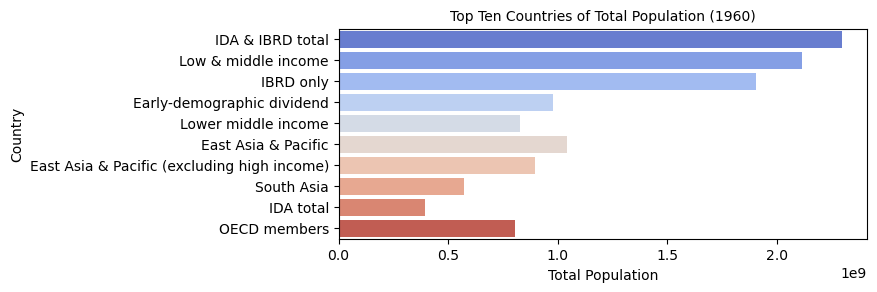 Top Ten Countries of Total Population (1960)
Country
IDA & IBRD total
Low & middle income
IBRD only
Early-demographic dividend
Lower middle income
East Asia & Pacific
East Asia & Pacific (excluding high income)
South Asia
IDA total
OECD members
0.0 0.5 1.0 1.5 2.0
1e9
Total Population